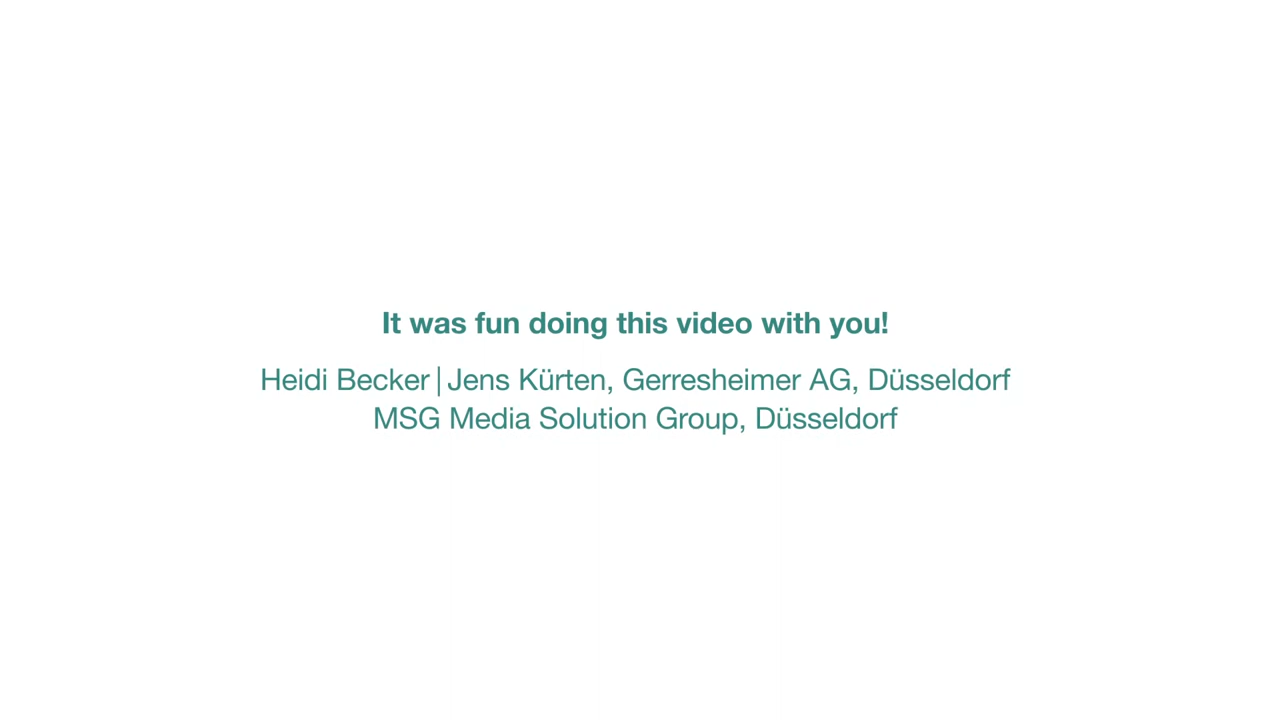 It was fun doing this video with you!
Heidi Becker | Jens Kürten, Gerresheimer AG, Düsseldorf
MSG Media Solution Group, Düsseldorf